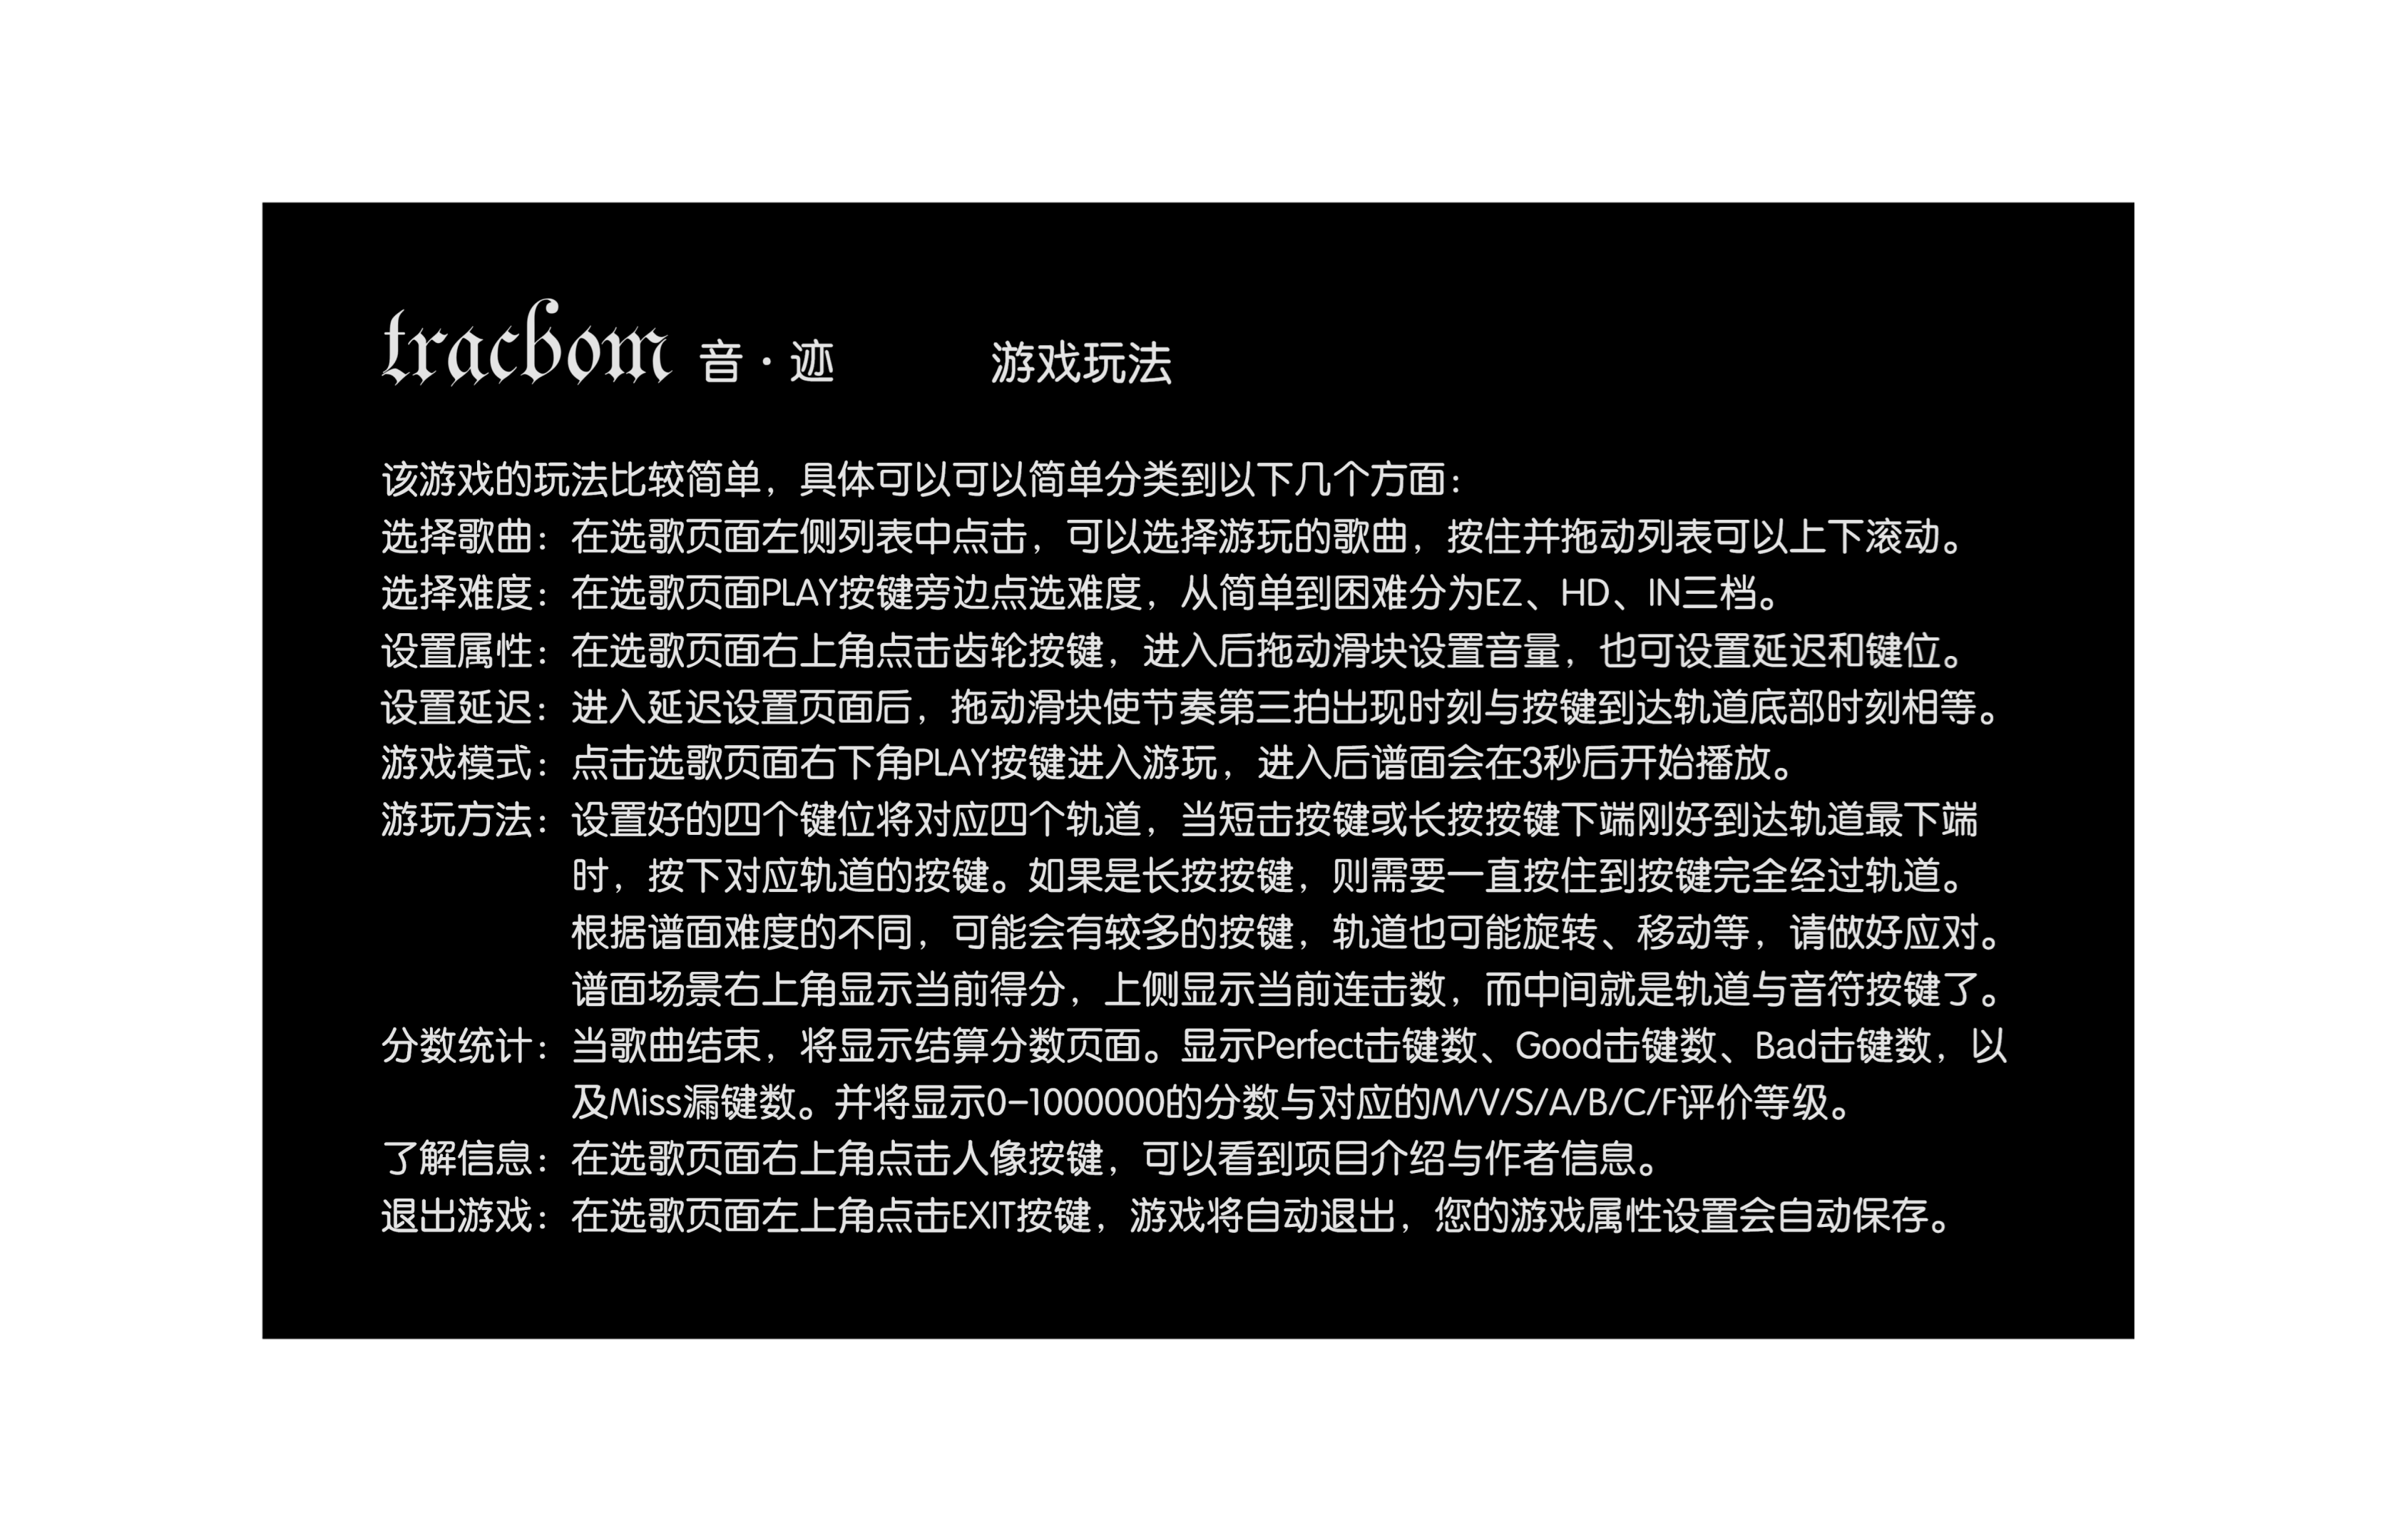 tracbom 音·迹 游戏玩法
该游戏的玩法比较简单，具体可以可以简单分类到以下几个方面：
选择歌曲：在选歌页面左侧列表中点击，可以选择游玩的歌曲，按住并拖动列表可以上下滚动。
选择难度：在选歌页面PLAY按键旁边点选难度，从简单到困难分为EZ、HD、IN三档。
设置属性：在选歌页面右上角点击齿轮按键，进入后拖动滑块设置音量，也可设置延迟和键位。
设置延迟：进入延迟设置页面后，拖动滑块使节奏第三拍出现时刻与按键到达轨道底部时刻相等。
游戏模式：点击选歌页面右下角PLAY按键进入游玩，进入后谱面会在3秒后开始播放。
游玩方法：设置好的四个键位将对应四个轨道，当短击按键或长按按键下端刚好到达轨道最下端
时，按下对应轨道的按键。如果是长按按键，则需要一直按住到按键完全经过轨道。
根据谱面难度的不同，可能会有较多的按键，轨道也可能旋转、移动等，请做好应对。
谱面场景右上角显示当前得分，上侧显示当前连击数，而中间就是轨道与音符按键了。
分数统计：当歌曲结束，将显示结算分数页面。显示Perfect击键数、Good击键数、Bad击键数，以
及Miss漏键数。并将显示0-1000000的分数与对应的M/V/S/A/B/C/F评价等级。
了解信息：在选歌页面右上角点击人像按键，可以看到项目介绍与作者信息。
退出游戏：在选歌页面左上角点击EXIT按键，游戏将自动退出，您的游戏属性设置会自动保存。